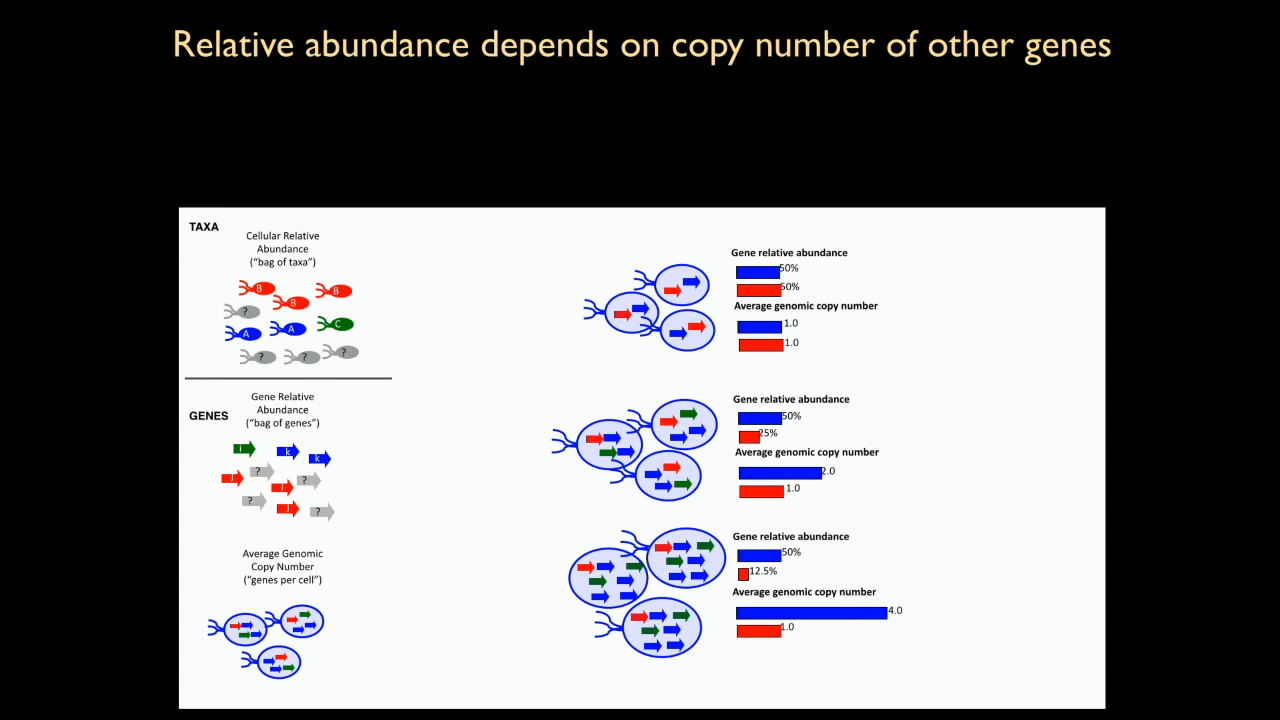 Relative abundance depends on copy number of other genes
TAXA
Cellular Relative
Abundance
("bag of taxa")
B
B
B
?
A
A
C
?
?
?
GENES
Gene Relative
Abundance
("bag of genes")
k
k
?
?
?
?
Average Genomic
Copy Number
("genes per cell")
Gene relative abundance
50%
50%
Average genomic copy number
1.0
1.0
Gene relative abundance
50%
25%
Average genomic copy number
2.0
1.0
Gene relative abundance
50%
12.5%
Average genomic copy number
4.0
1.0